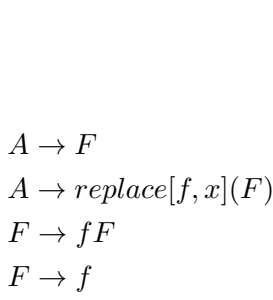 A → F
A → replace[f, x](F)
F → fF
F → f